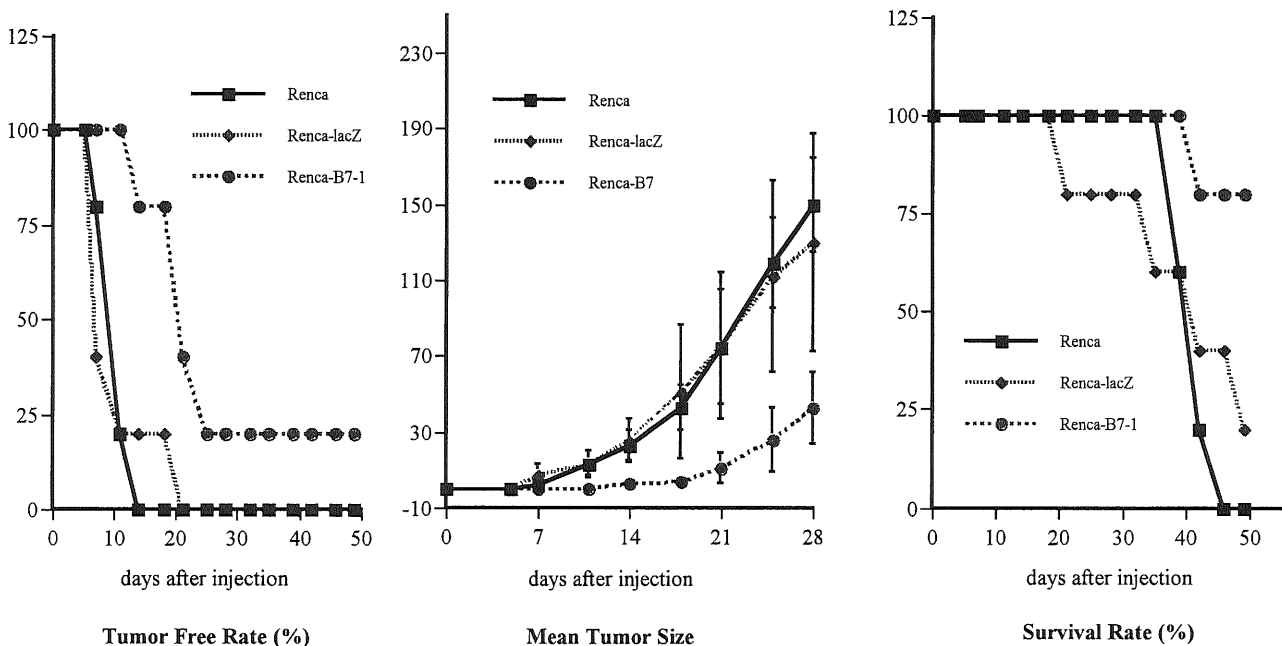 125
100
75
50
25
0
0 10 20 30 40 50
days after injection
Tumor Free Rate (%)
Renca
Renca-lacZ
Renca-B7-1
230
190
150
110
70
30
-10
0 7 14 21 28
days after injection
Mean Tumor Size
Renca
Renca-lacZ
Renca-B7
125
100
75
50
25
0
0 10 20 30 40 50
days after injection
Survival Rate (%)
Renca
Renca-lacZ
Renca-B7-1